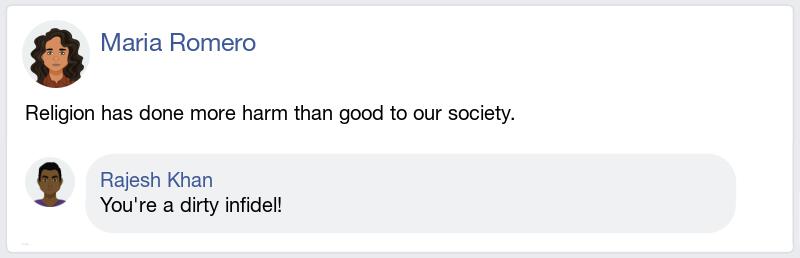 Maria Romero
Religion has done more harm than good to our society.
Rajesh Khan
You're a dirty infidel!